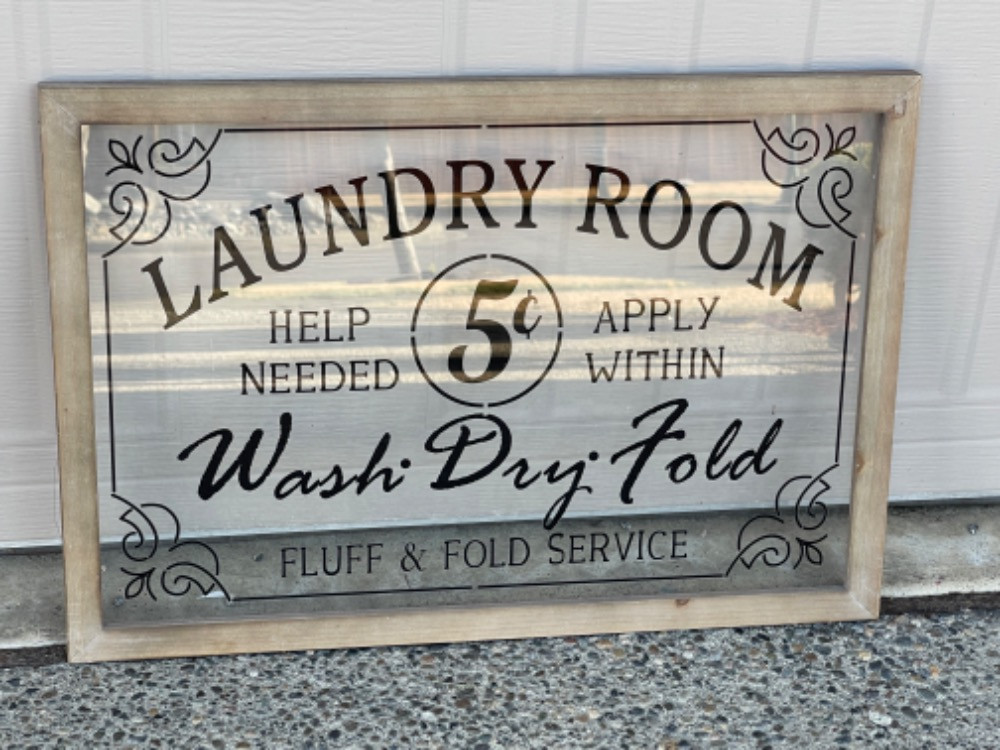 LAUNDRY ROOM
HELP NEEDED
5¢
APPLY WITHIN
Wash · Dry · Fold
FLUFF & FOLD SERVICE